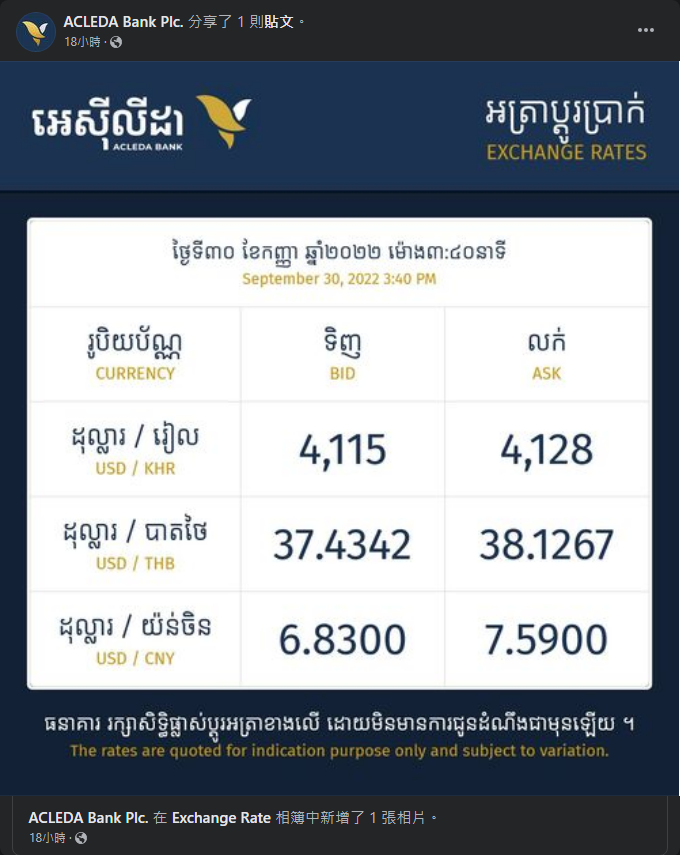 ACLEDA Bank Plc. 分享了 1 則貼文。
18小時 ·
អេស៊ីលីដា
ACLEDA BANK
អត្រាប្តូរប្រាក់
EXCHANGE RATES
ថ្ងៃទី៣០ ខែកញ្ញា ឆ្នាំ២០២២ ម៉ោង៣:៤០នាទី
September 30, 2022 3:40 PM
រូបិយប័ណ្ណ ទិញ លក់
CURRENCY BID ASK
ដុល្លារ / រៀល
USD / KHR
4,115 4,128
ដុល្លារ / បាតថៃ
USD / THB
37.4342 38.1267
ដុល្លារ / យ៉ន់ចិន
USD / CNY
6.8300 7.5900
ធនាគារ រក្សាសិទ្ធិផ្លាស់ប្តូរអត្រាខាងលើ ដោយមិនមានការជូនដំណឹងជាមុនឡើយ ។
The rates are quoted for indication purpose only and subject to variation.
ACLEDA Bank Plc. 在 Exchange Rate 相簿中新增了 1 張相片。
18小時 ·